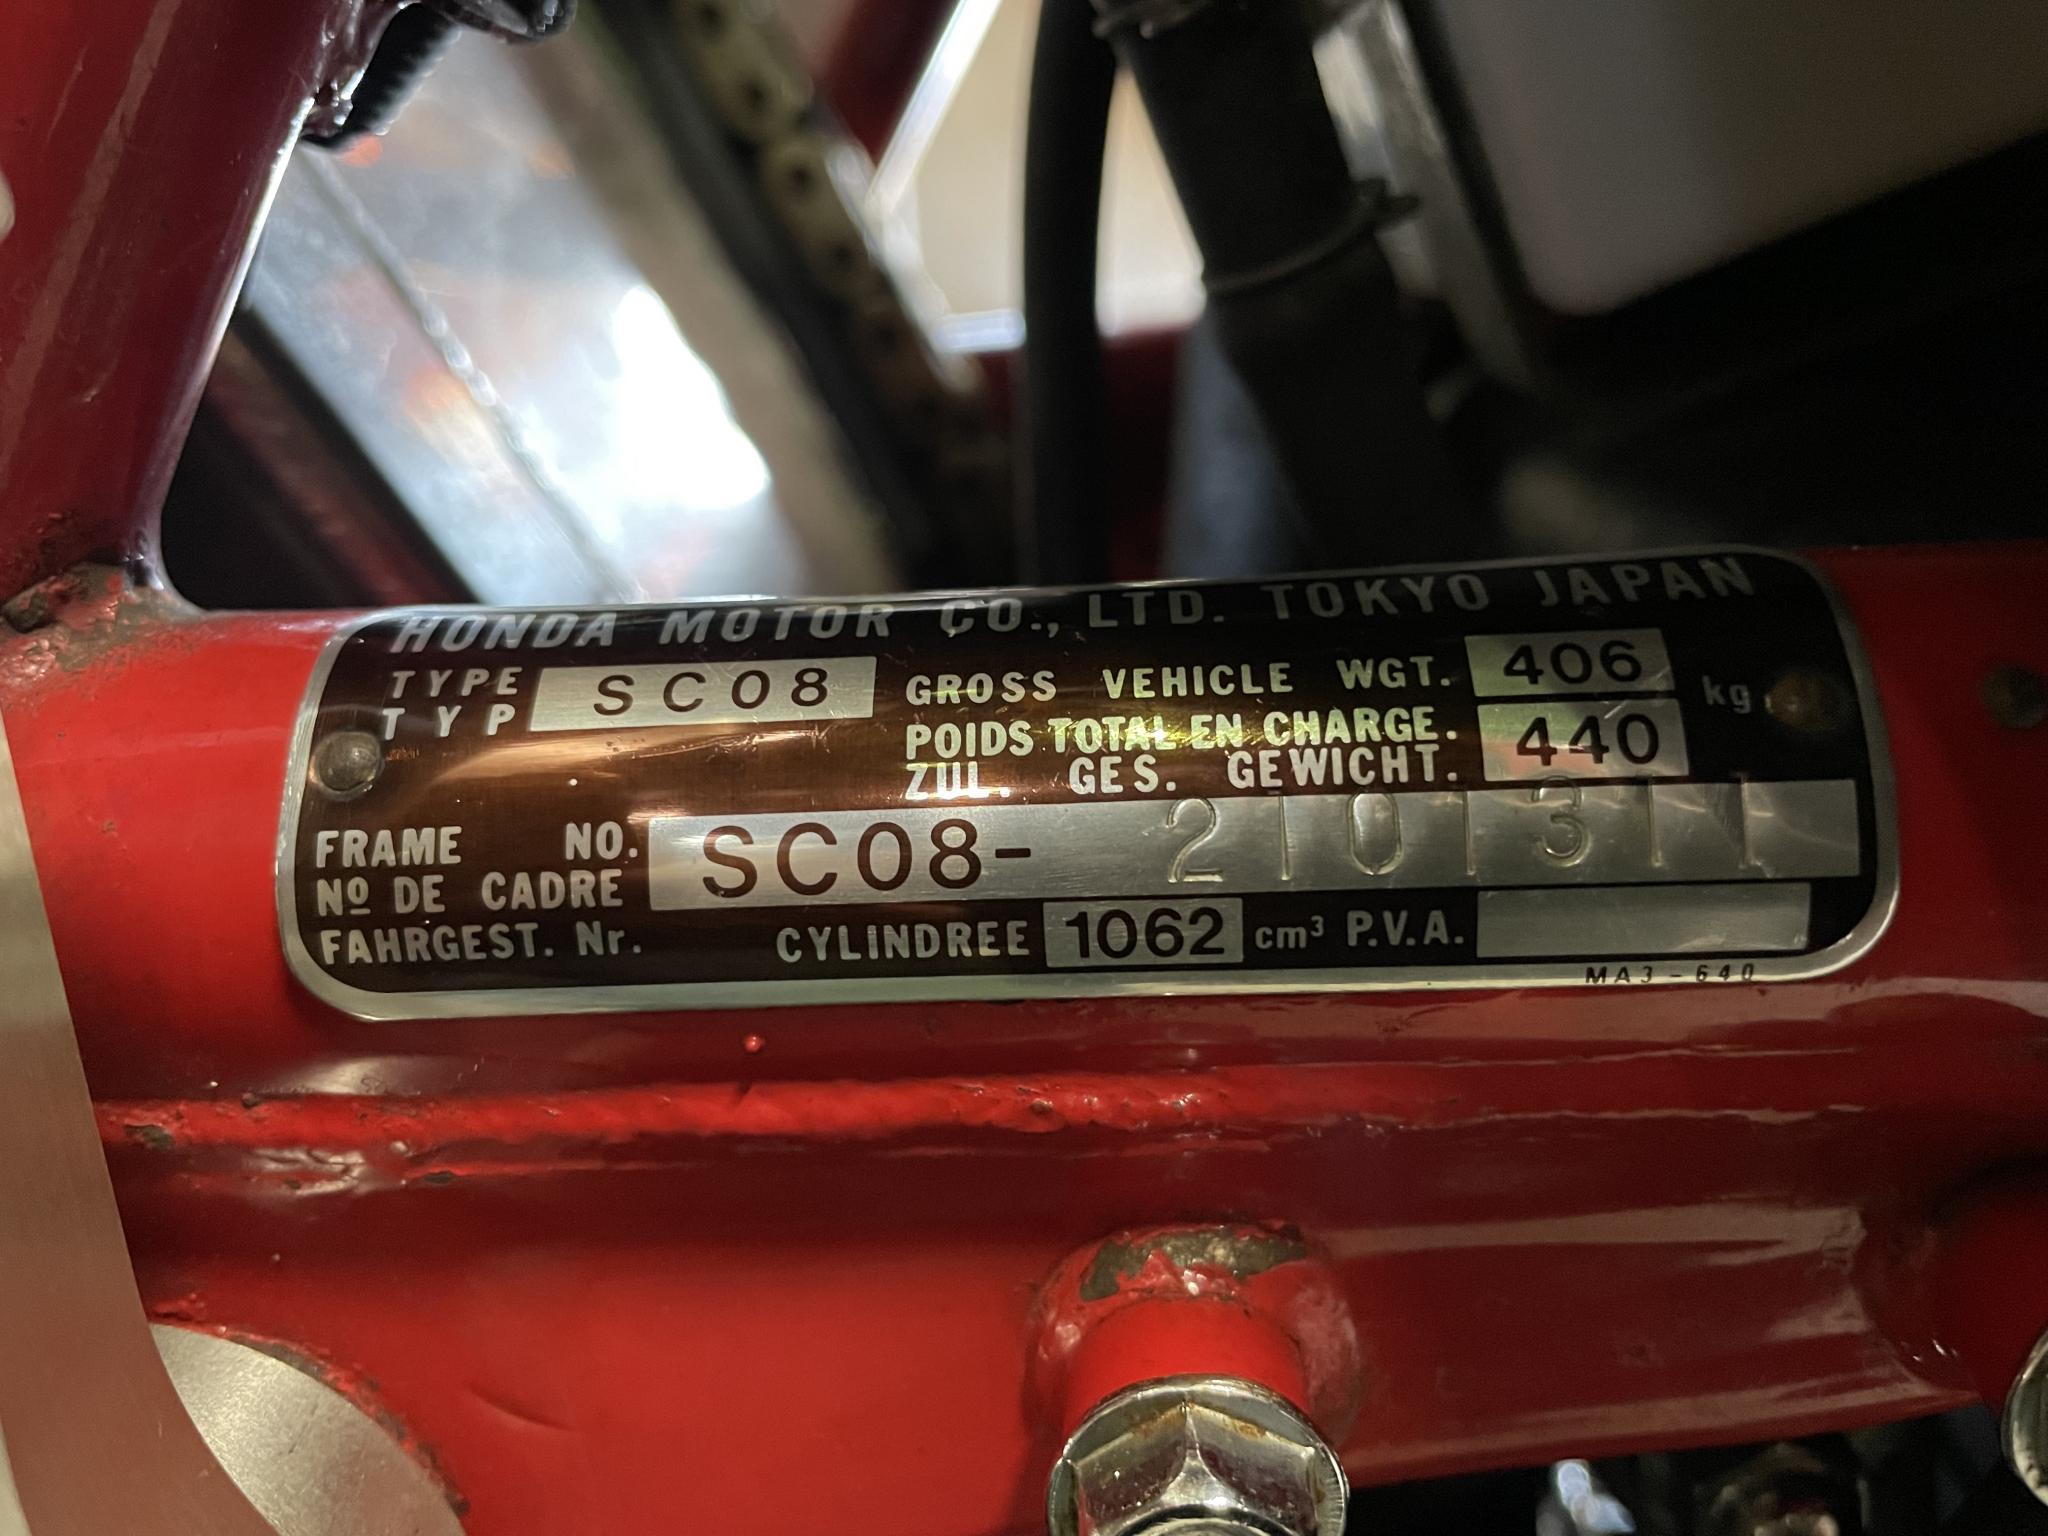 HONDA MOTOR CO., LTD. TOKYO JAPAN
TYPE
TYP
SC08
GROSS VEHICLE WGT.
POIDS TOTAL EN CHARGE.
ZUL. GES. GEWICHT.
406
440
kg
FRAME NO.
Nº DE CADRE
FAHRGEST. Nr.
SC08- 2101311
CYLINDREE 1062 cm³ P.V.A.
MA3-640